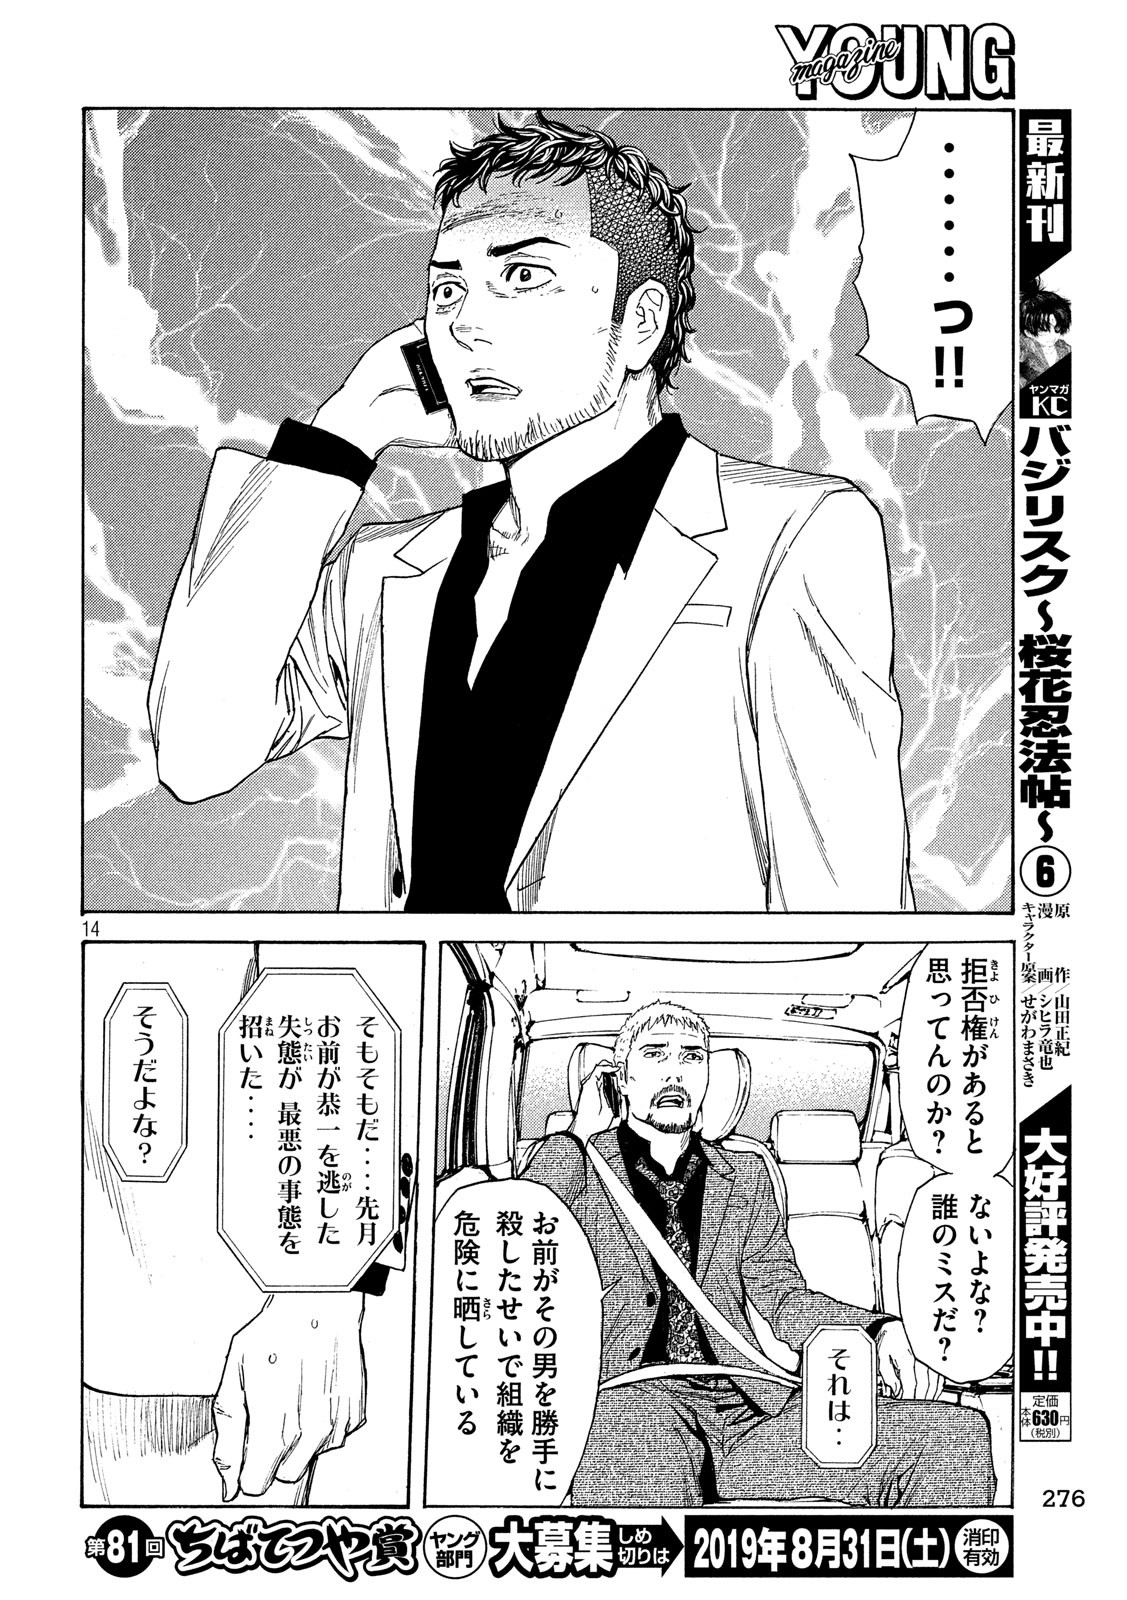 YOUNG
magazine
・・・・・・っ!!
最新刊
ヤンマガ
KC
バジリスク〜桜花忍法帖〜⑥
原作 山田正紀
漫画／シヒラ竜也
キャラクター原案／せがわまさき
大好評発売中!!
定価
本体630円
(税別)
14
拒否権があると
思ってんのか?
ないよな?
誰のミスだ?
それは・・
お前がその男を勝手に
殺したせいで組織を
危険に晒している
そもそもだ・・・・先月
お前が恭一を逃した
失態が 最悪の事態を
招いた・・・・
そうだよな?
276
第81回
ちばてつや賞
ヤング
部門
大募集
しめ
切りは
2019年8月31日(土)
消印
有効